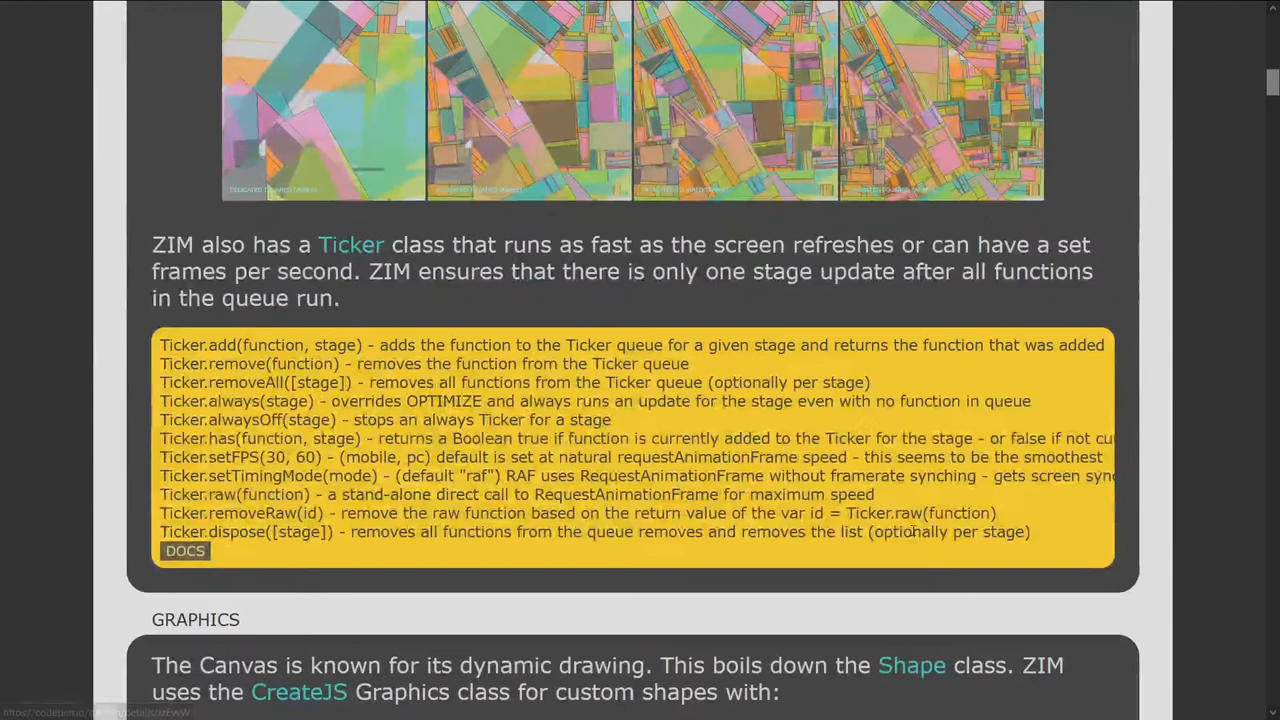 ZIM also has a Ticker class that runs as fast as the screen refreshes or can have a set
frames per second. ZIM ensures that there is only one stage update after all functions
in the queue run.
Ticker.add(function, stage) - adds the function to the Ticker queue for a given stage and returns the function that was added
Ticker.remove(function) - removes the function from the Ticker queue
Ticker.removeAll([stage]) - removes all functions from the Ticker queue (optionally per stage)
Ticker.always(stage) - overrides OPTIMIZE and always runs an update for the stage even with no function in queue
Ticker.alwaysOff(stage) - stops an always Ticker for a stage
Ticker.has(function, stage) - returns a Boolean true if function is currently added to the Ticker for the stage - or false if not cu
Ticker.setFPS(30, 60) - (mobile, pc) default is set at natural requestAnimationFrame speed - this seems to be the smoothest
Ticker.setTimingMode(mode) - (default "raf") RAF uses RequestAnimationFrame without framerate synching - gets screen sync
Ticker.raw(function) - a stand-alone direct call to RequestAnimationFrame for maximum speed
Ticker.removeRaw(id) - remove the raw function based on the return value of the var id = Ticker.raw(function)
Ticker.dispose([stage]) - removes all functions from the queue removes and removes the list (optionally per stage)
DOCS
GRAPHICS
The Canvas is known for its dynamic drawing. This boils down the Shape class. ZIM
uses the CreateJS Graphics class for custom shapes with: